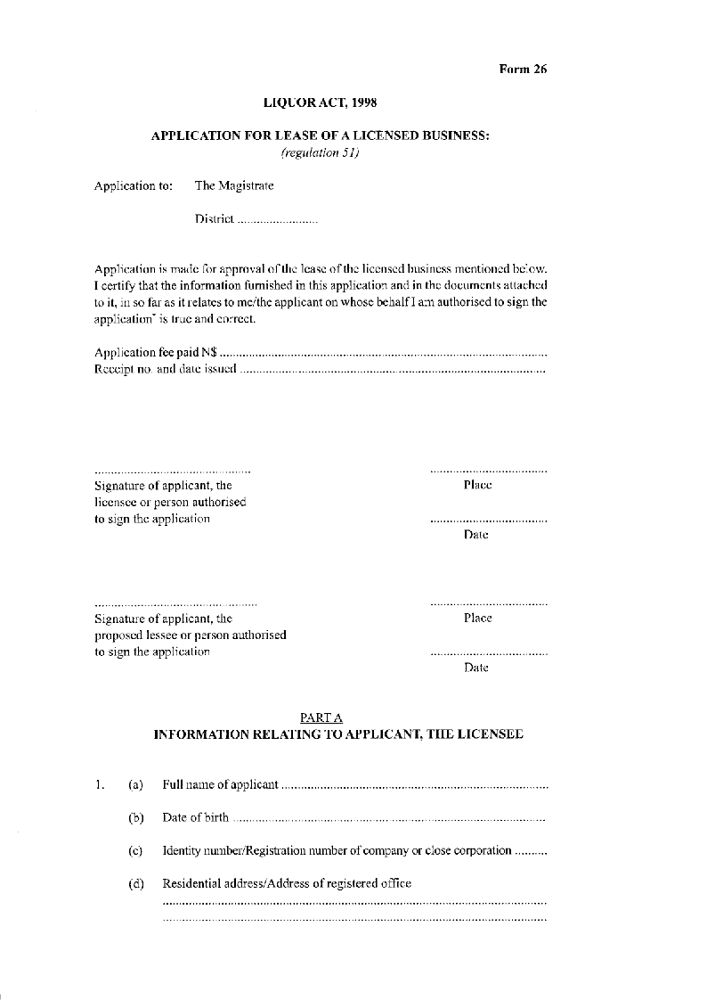 Form 26
LIQUOR ACT, 1998
APPLICATION FOR LEASE OF A LICENSED BUSINESS:
(regulation 51)
Application to: The Magistrate
District .........................
Application is made for approval of the lease of the licensed business mentioned below.
I certify that the information furnished in this application and in the documents attached
to it, in so far as it relates to me/the applicant on whose behalf I am authorised to sign the
application* is true and correct.
Application fee paid N$ ....................................................................................................
Receipt no. and date issued .............................................................................................
................................................ ....................................
Signature of applicant, the Place
licensee or person authorised
to sign the application ....................................
Date
.................................................. ....................................
Signature of applicant, the Place
proposed lessee or person authorised
to sign the application ....................................
Date
PART A
INFORMATION RELATING TO APPLICANT, THE LICENSEE
1. (a) Full name of applicant ..................................................................................
(b) Date of birth ................................................................................................
(c) Identity number/Registration number of company or close corporation ..........
(d) Residential address/Address of registered office
......................................................................................................................
......................................................................................................................